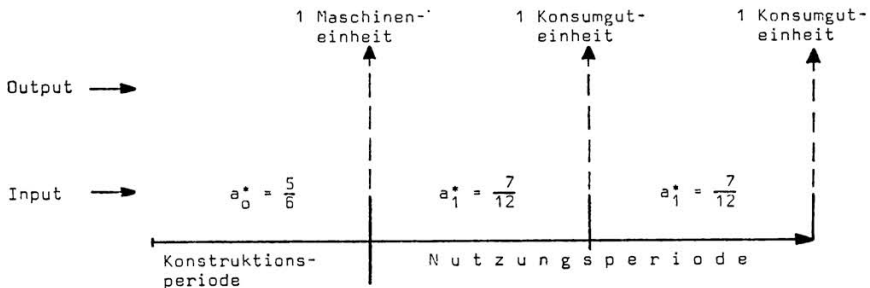 1 Maschinen- 1 Konsumgut- 1 Konsumgut-
einheit einheit einheit
Output
Input a*₀ = 5/6 a*₁ = 7/12 a*₁ = 7/12
Konstruktions- Nutzungsperiode
periode